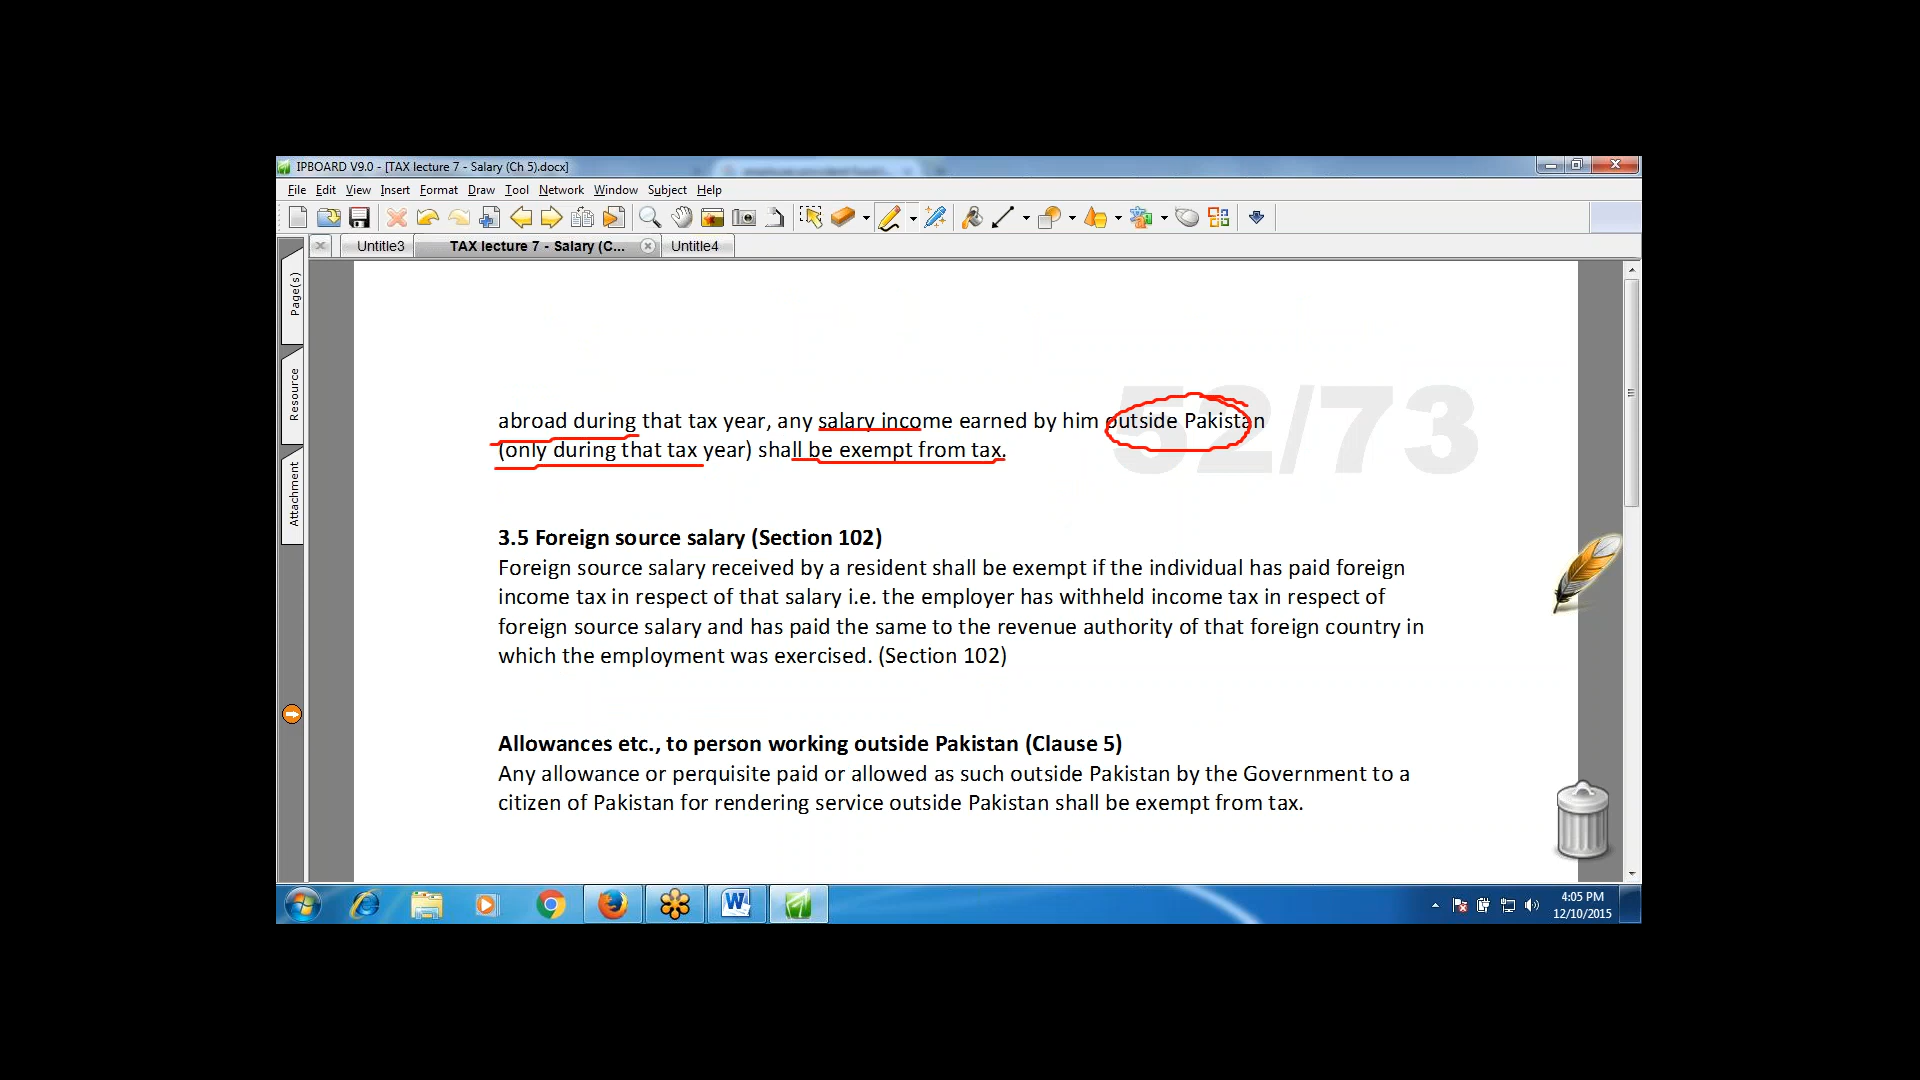 IPBOARD V9.0 - [TAX lecture 7 - Salary (Ch 5).docx]
File Edit View Insert Format Draw Tool Network Window Subject Help
Untitle3 TAX lecture 7 - Salary (C... Untitle4
Page(s)
Resource
Attachment
52/73
abroad during that tax year, any salary income earned by him outside Pakistan
(only during that tax year) shall be exempt from tax.
3.5 Foreign source salary (Section 102)
Foreign source salary received by a resident shall be exempt if the individual has paid foreign
income tax in respect of that salary i.e. the employer has withheld income tax in respect of
foreign source salary and has paid the same to the revenue authority of that foreign country in
which the employment was exercised. (Section 102)
Allowances etc., to person working outside Pakistan (Clause 5)
Any allowance or perquisite paid or allowed as such outside Pakistan by the Government to a
citizen of Pakistan for rendering service outside Pakistan shall be exempt from tax.
4:05 PM
12/10/2015